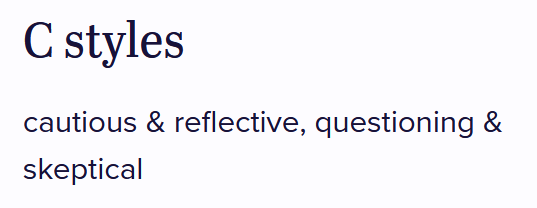 C styles
cautious & reflective, questioning &
skeptical